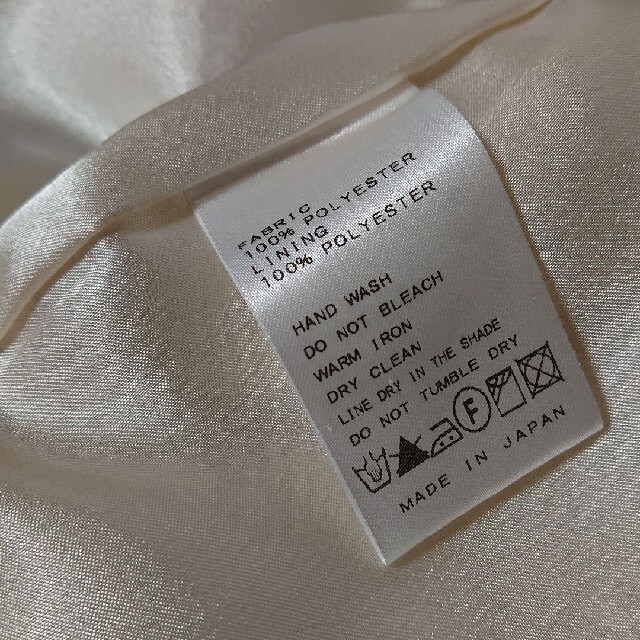 FABRIC
100% POLYESTER
LINING
100% POLYESTER
HAND WASH
DO NOT BLEACH
WARM IRON
DRY CLEAN
LINE DRY IN THE SHADE
DO NOT TUMBLE DRY
F
MADE IN JAPAN